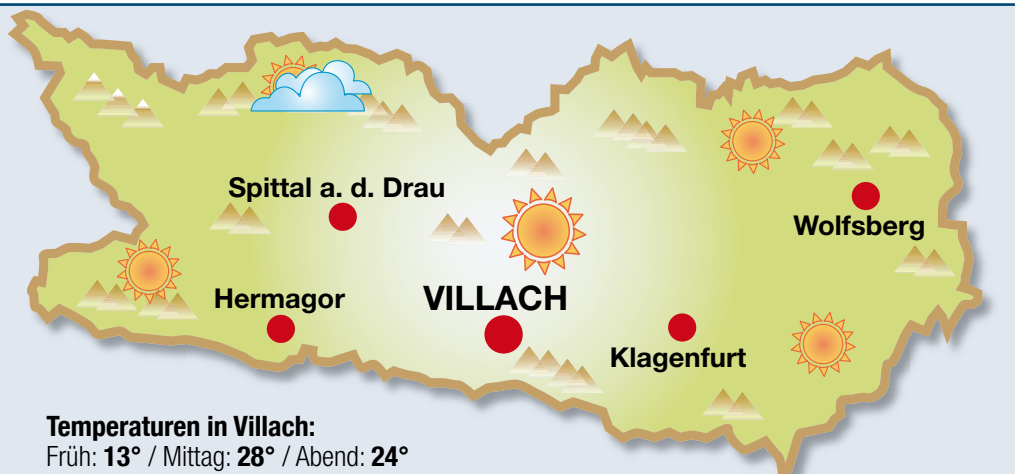 Spittal a. d. Drau
Wolfsberg
Hermagor
VILLACH
Klagenfurt
Temperaturen in Villach:
Früh: 13° / Mittag: 28° / Abend: 24°